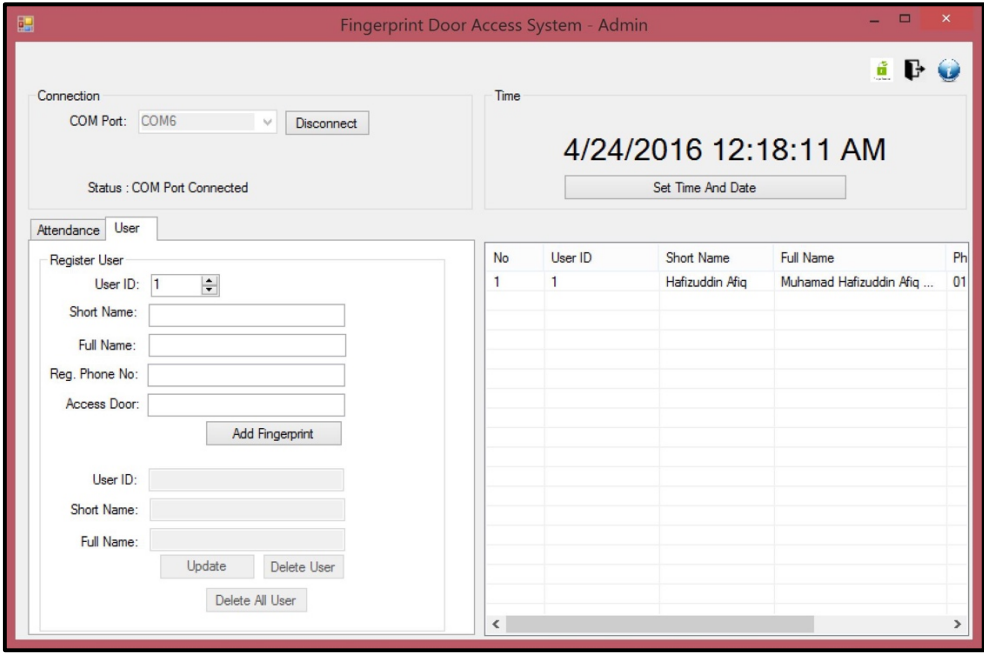 Fingerprint Door Access System - Admin
Connection
COM Port: COM6 Disconnect
Status : COM Port Connected
Time
4/24/2016 12:18:11 AM
Set Time And Date
Attendance User
Register User
User ID: 1
Short Name:
Full Name:
Reg. Phone No:
Access Door:
Add Fingerprint
User ID:
Short Name:
Full Name:
Update Delete User
Delete All User
No User ID Short Name Full Name Ph
1 1 Hafizuddin Afiq Muhamad Hafizuddin Afiq ... 01